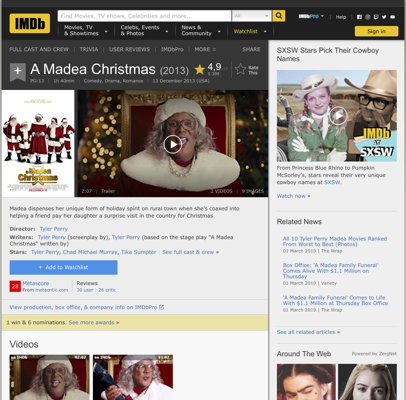 IMDb
Find Movies, TV shows, Celebrities and more...
All
Movies, TV
& Showtimes
Celebs, Events
& Photos
News &
Community
Watchlist
IMDbPro
Help
Sign in
FULL CAST AND CREW | TRIVIA | USER REVIEWS | IMDbPro | MORE
SHARE
A Madea Christmas (2013)
4,9
Rate
This
PG-13 | 1h 40min | Comedy, Drama, Romance | 13 December 2013 (USA)
Madea
Christmas
2:07 | Trailer
2 VIDEOS | 9 IMAGES
Madea dispenses her unique form of holiday spirit on rural town when she's coaxed into
helping a friend pay her daughter a surprise visit in the country for Christmas.
Director: Tyler Perry
Writers: Tyler Perry (screenplay by), Tyler Perry (based on the stage play "A Madea
Christmas" written by)
Stars: Tyler Perry, Chad Michael Murray, Tika Sumpter | See full cast & crew »
+ Add to Watchlist
28
Metascore
From metacritic.com
Reviews
30 user | 26 critic
View production, box office, & company info on IMDbPro
1 win & 6 nominations. See more awards »
Videos
SXSW Stars Pick Their Cowboy
Names
IMDb
AT
SXSW
From Princess Blue Rhino to Pumpkin
McSorley's, stars reveal their very unique
cowboy names at SXSW.
Watch now »
Related News
All 10 Tyler Perry Madea Movies Ranked
From Worst to Best (Photos)
01 March 2019 | The Wrap
Box Office: 'A Madea Family Funeral'
Comes Alive With $1.1 Million on
Thursday
01 March 2019 | Variety
'A Madea Family Funeral' Comes to Life
With $1.1 Million at Thursday Box Office
01 March 2019 | The Wrap
See all related articles »
Around The Web
Powered by ZergNet